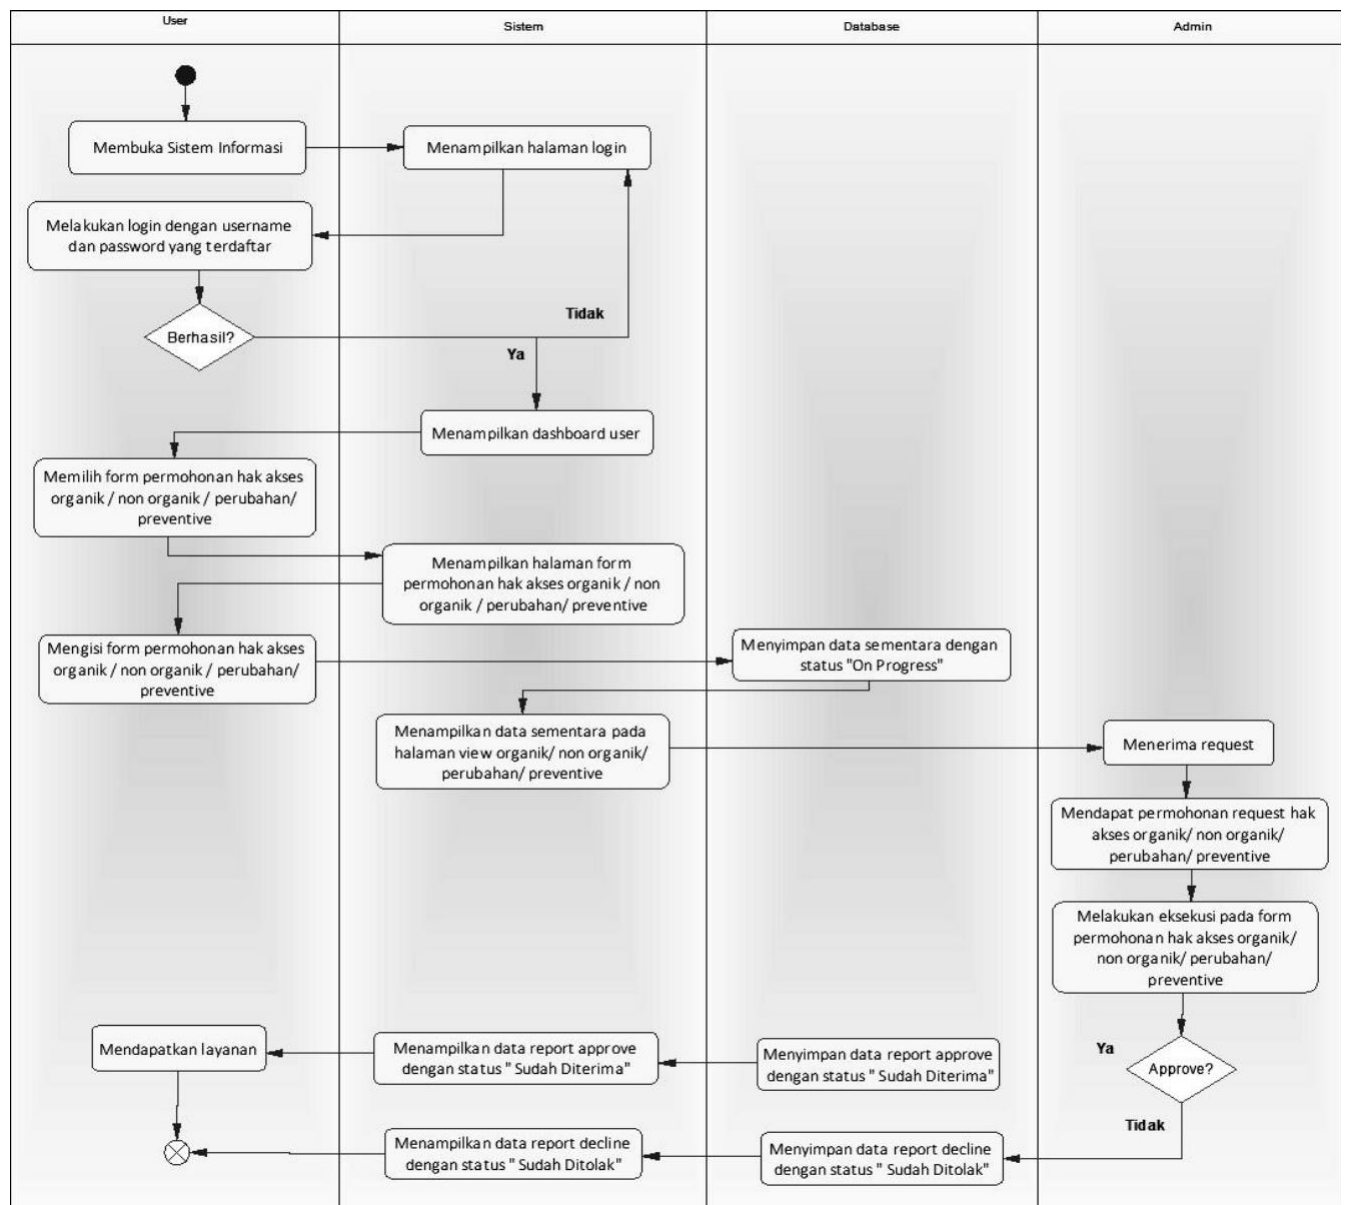 User
Sistem
Database
Admin
Membuka Sistem Informasi
Menampilkan halaman login
Melakukan login dengan username
dan password yang terdaftar
Berhasil?
Tidak
Ya
Menampilkan dashboard user
Memilih form permohonan hak akses
organik / non organik / perubahan/
preventive
Menampilkan halaman form
permohonan hak akses organik / non
organik / perubahan/ preventive
Mengisi form permohonan hak akses
organik / non organik / perubahan/
preventive
Menyimpan data sementara dengan
status "On Progress"
Menampilkan data sementara pada
halaman view organik/ non organik/
perubahan/ preventive
Menerima request
Mendapat permohonan request hak
akses organik/ non organik/
perubahan/ preventive
Melakukan eksekusi pada form
permohonan hak akses organik/
non organik/ perubahan/
preventive
Ya
Approve?
Tidak
Menyimpan data report approve
dengan status " Sudah Diterima"
Menampilkan data report approve
dengan status " Sudah Diterima"
Mendapatkan layanan
Menyimpan data report decline
dengan status " Sudah Ditolak"
Menampilkan data report decline
dengan status " Sudah Ditolak"